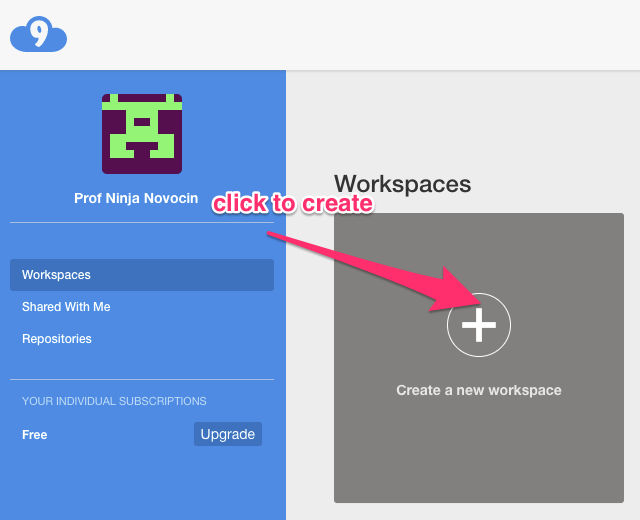 9
Prof Ninja Novocin
Workspaces
Shared With Me
Repositories
YOUR INDIVIDUAL SUBSCRIPTIONS
Free
Upgrade
Workspaces
click to create
Create a new workspace